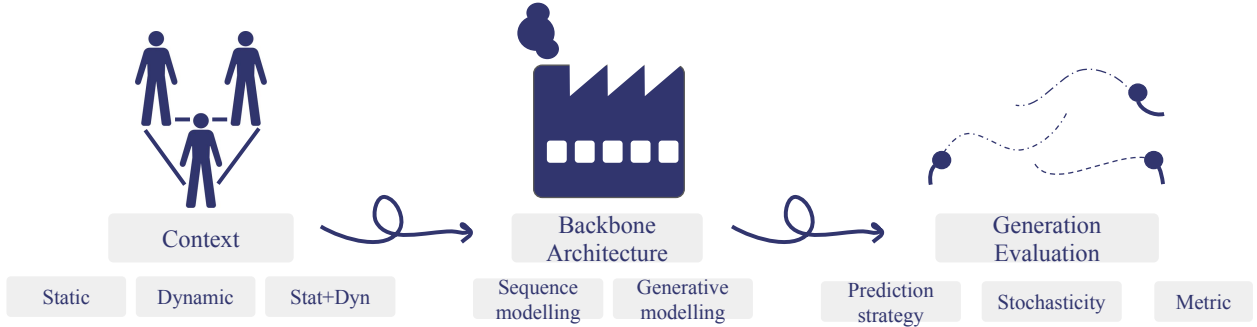 Context
Backbone
Architecture
Generation
Evaluation
Static
Dynamic
Stat+Dyn
Sequence
modelling
Generative
modelling
Prediction
strategy
Stochasticity
Metric